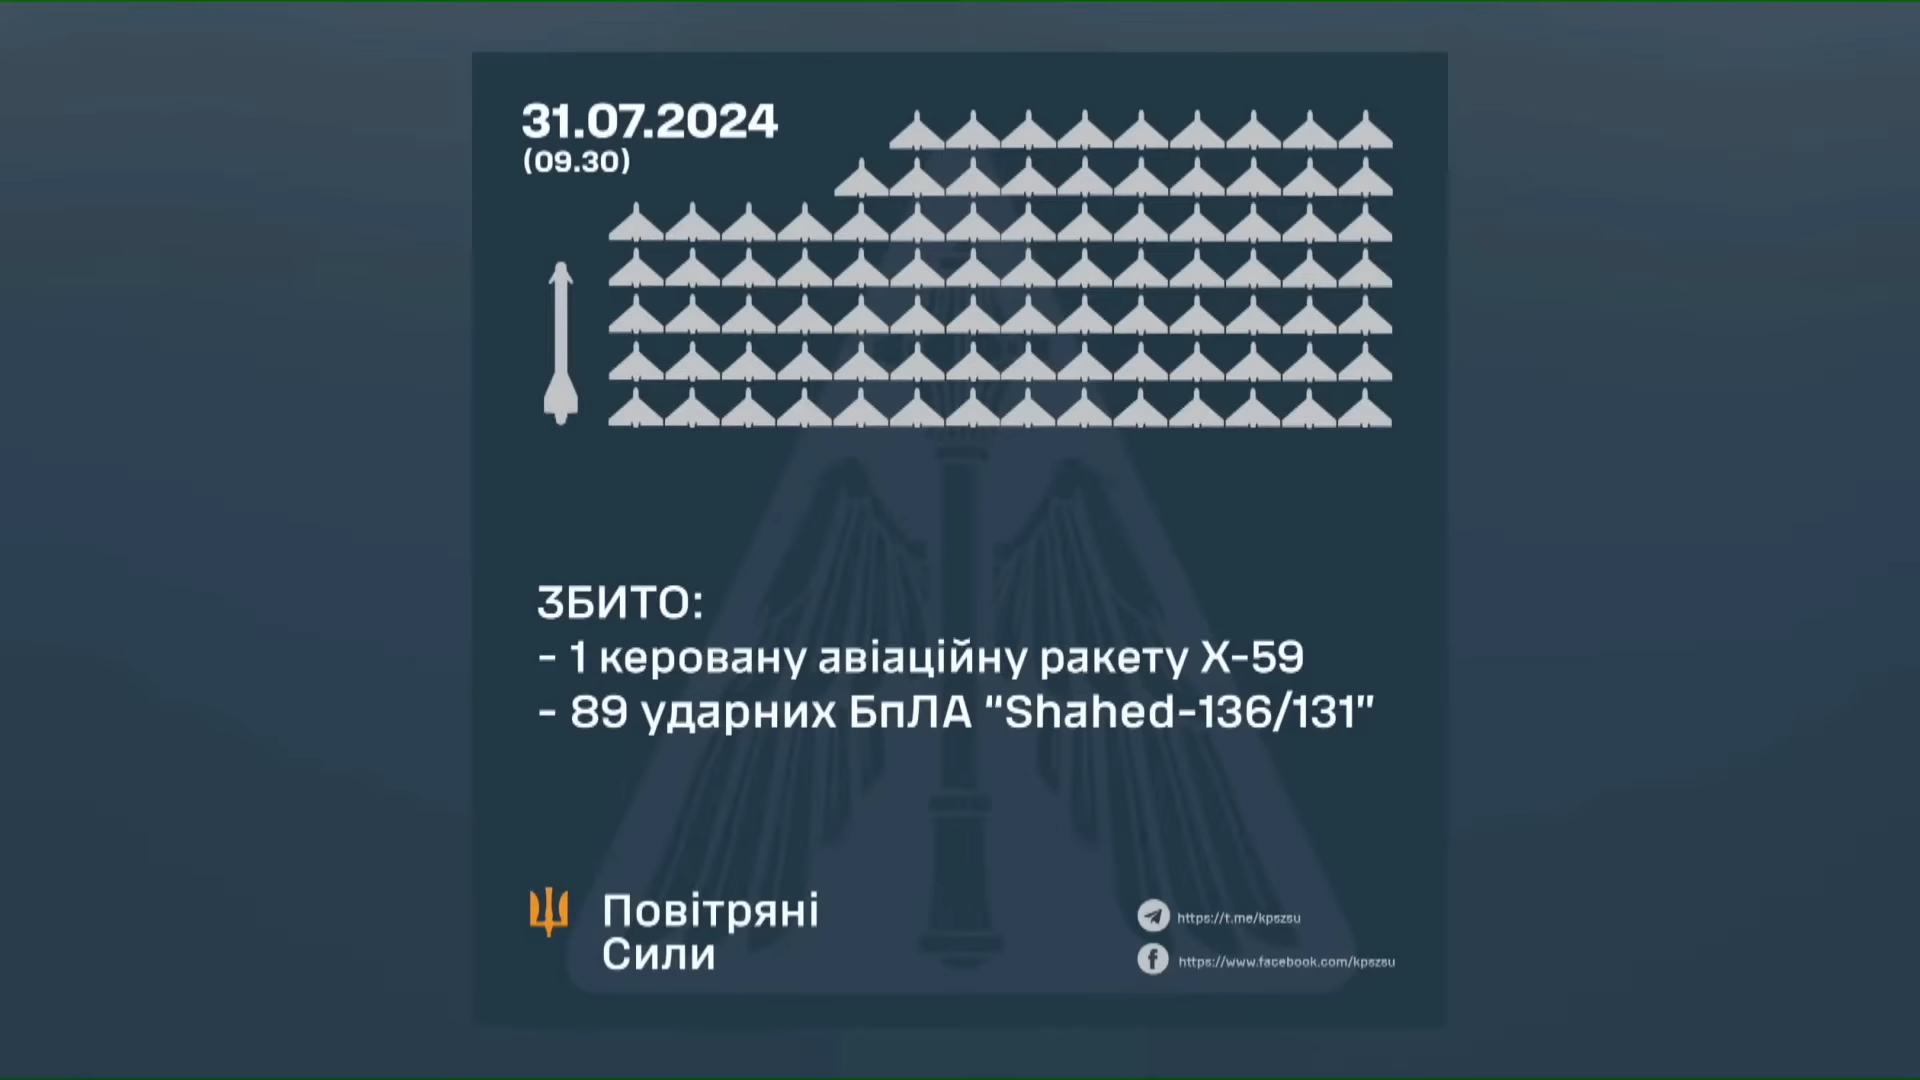 31.07.2024
(09.30)
ЗБИТО:
- 1 керовану авіаційну ракету Х-59
- 89 ударних БпЛА “Shahed-136/131”
Повітряні
Сили
https://t.me/kpszsu
https://www.facebook.com/kpszsu